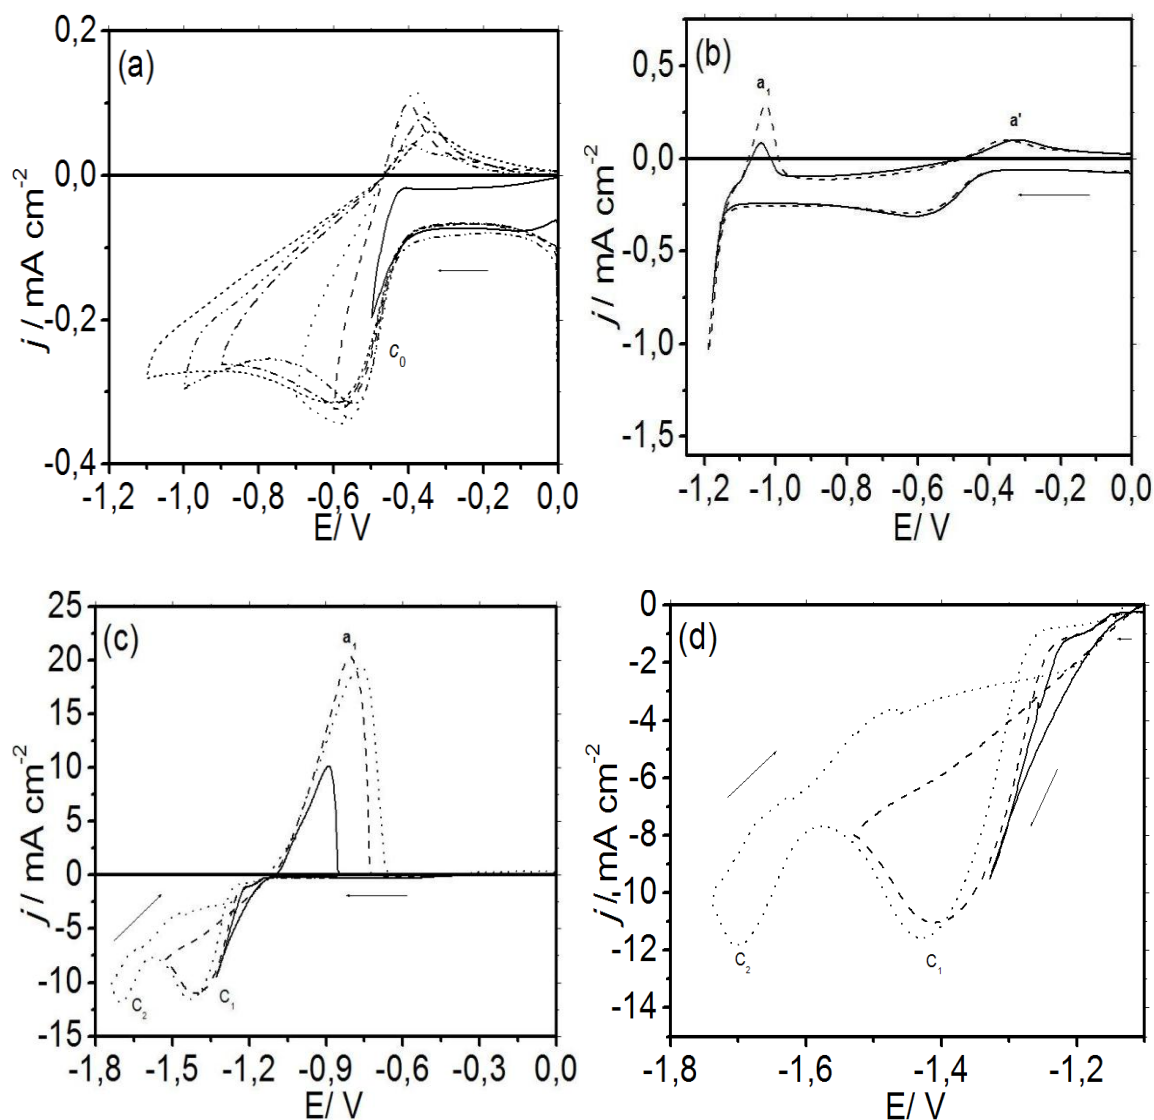 (a)
0,2
0,0
-0,2
-0,4
j / mA cm-2
c0
-1,2 -1,0 -0,8 -0,6 -0,4 -0,2 0,0
E/ V
(b)
0,5
0,0
-0,5
-1,0
-1,5
j / mA cm-2
a1
a'
-1,2 -1,0 -0,8 -0,6 -0,4 -0,2 0,0
E/ V
(c)
25
20
15
10
5
0
-5
-10
-15
j / mA cm-2
a1
C2
C1
-1,8 -1,5 -1,2 -0,9 -0,6 -0,3 0,0
E/ V
(d)
0
-2
-4
-6
-8
-10
-12
-14
j / mA cm-2
C2
C1
-1,8 -1,6 -1,4 -1,2
E/ V